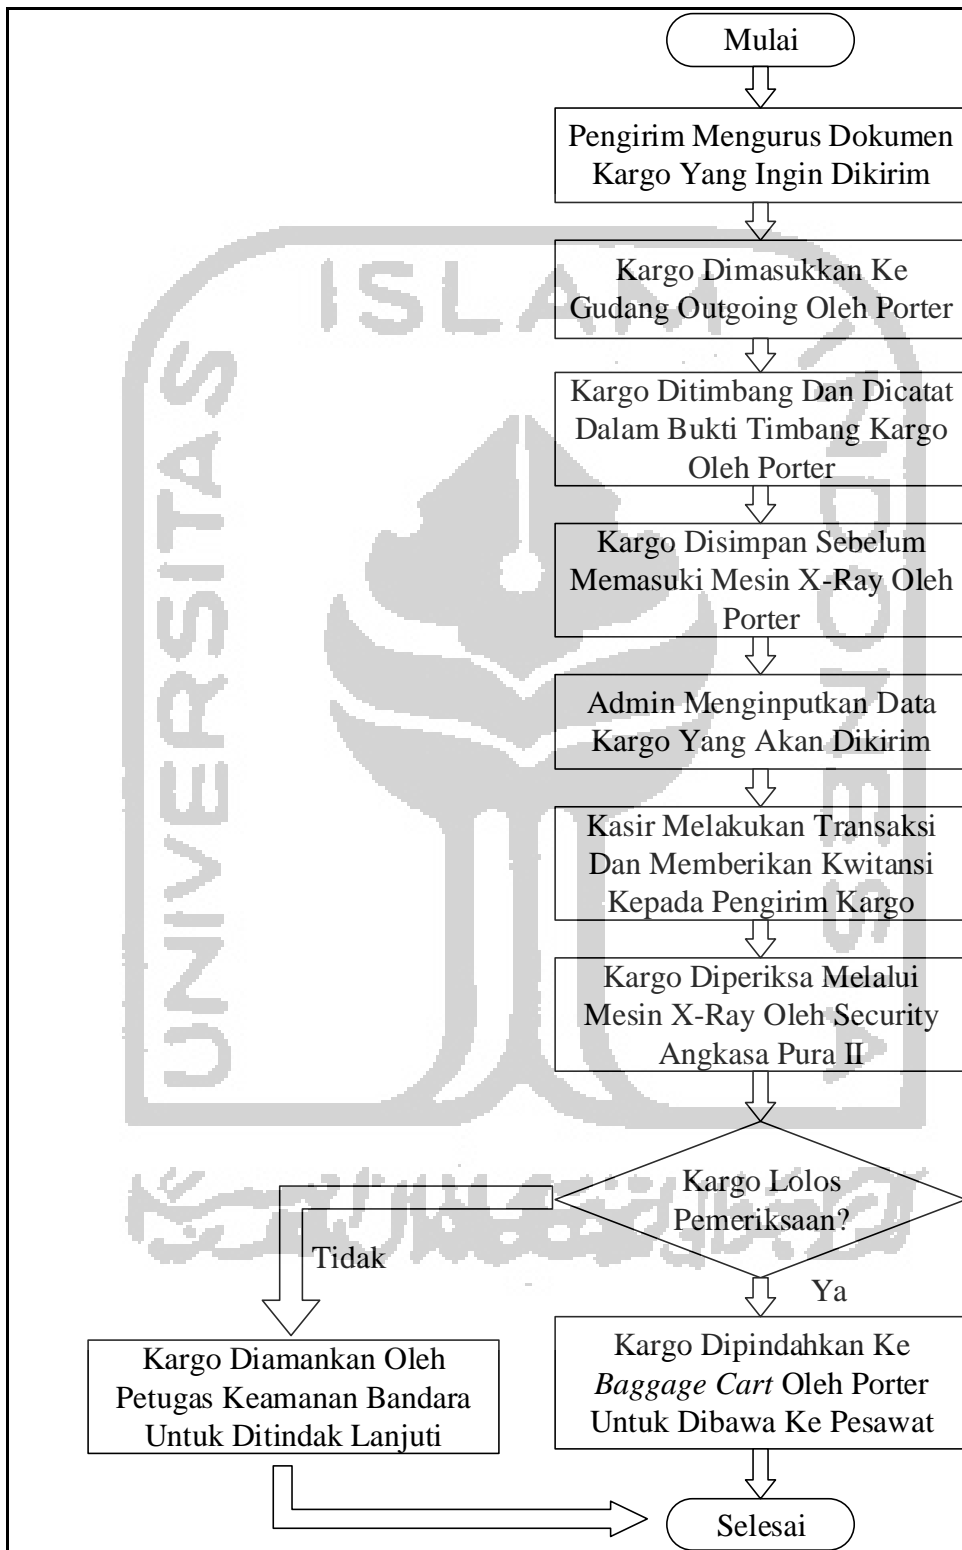 Mulai
Pengirim Mengurus Dokumen
Kargo Yang Ingin Dikirim
Kargo Dimasukkan Ke
Gudang Outgoing Oleh Porter
Kargo Ditimbang Dan Dicatat
Dalam Bukti Timbang Kargo
Oleh Porter
Kargo Disimpan Sebelum
Memasuki Mesin X-Ray Oleh
Porter
Admin Menginputkan Data
Kargo Yang Akan Dikirim
Kasir Melakukan Transaksi
Dan Memberikan Kwitansi
Kepada Pengirim Kargo
Kargo Diperiksa Melalui
Mesin X-Ray Oleh Security
Angkasa Pura II
Kargo Lolos
Pemeriksaan?
Tidak
Ya
Kargo Diamankan Oleh
Petugas Keamanan Bandara
Untuk Ditindak Lanjuti
Kargo Dipindahkan Ke
Baggage Cart Oleh Porter
Untuk Dibawa Ke Pesawat
Selesai
UNIVERSITAS
ISLAM
INDONESIA